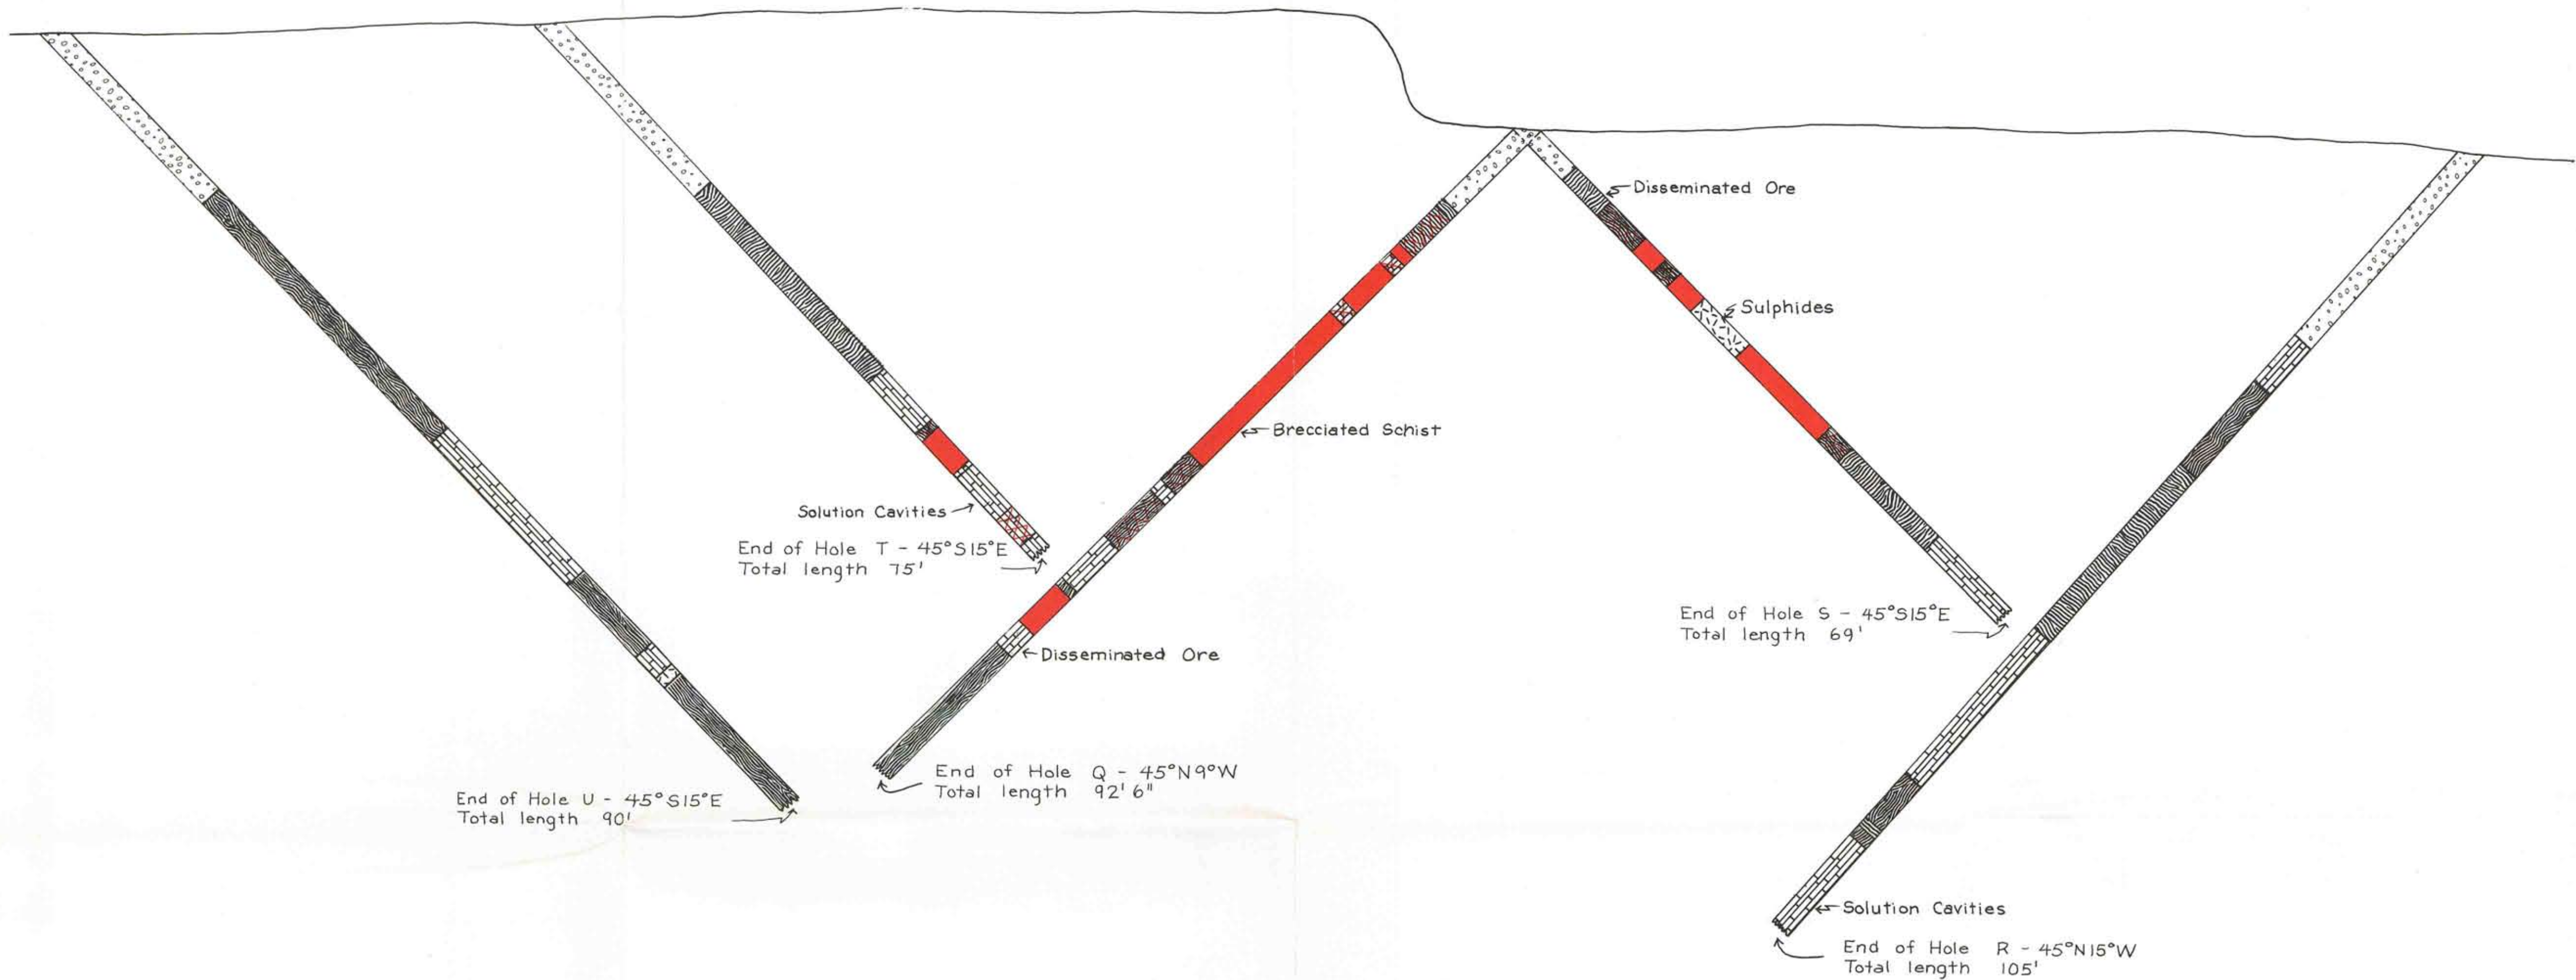 Disseminated Ore
Sulphides
Brecciated Schist
Solution Cavities
End of Hole T - 45°S15°E
Total length 75'
End of Hole S - 45°S15°E
Total length 69'
Disseminated Ore
End of Hole Q - 45°N9°W
Total length 92'6"
End of Hole U - 45°S15°E
Total length 90'
Solution Cavities
End of Hole R - 45°N15°W
Total length 105'